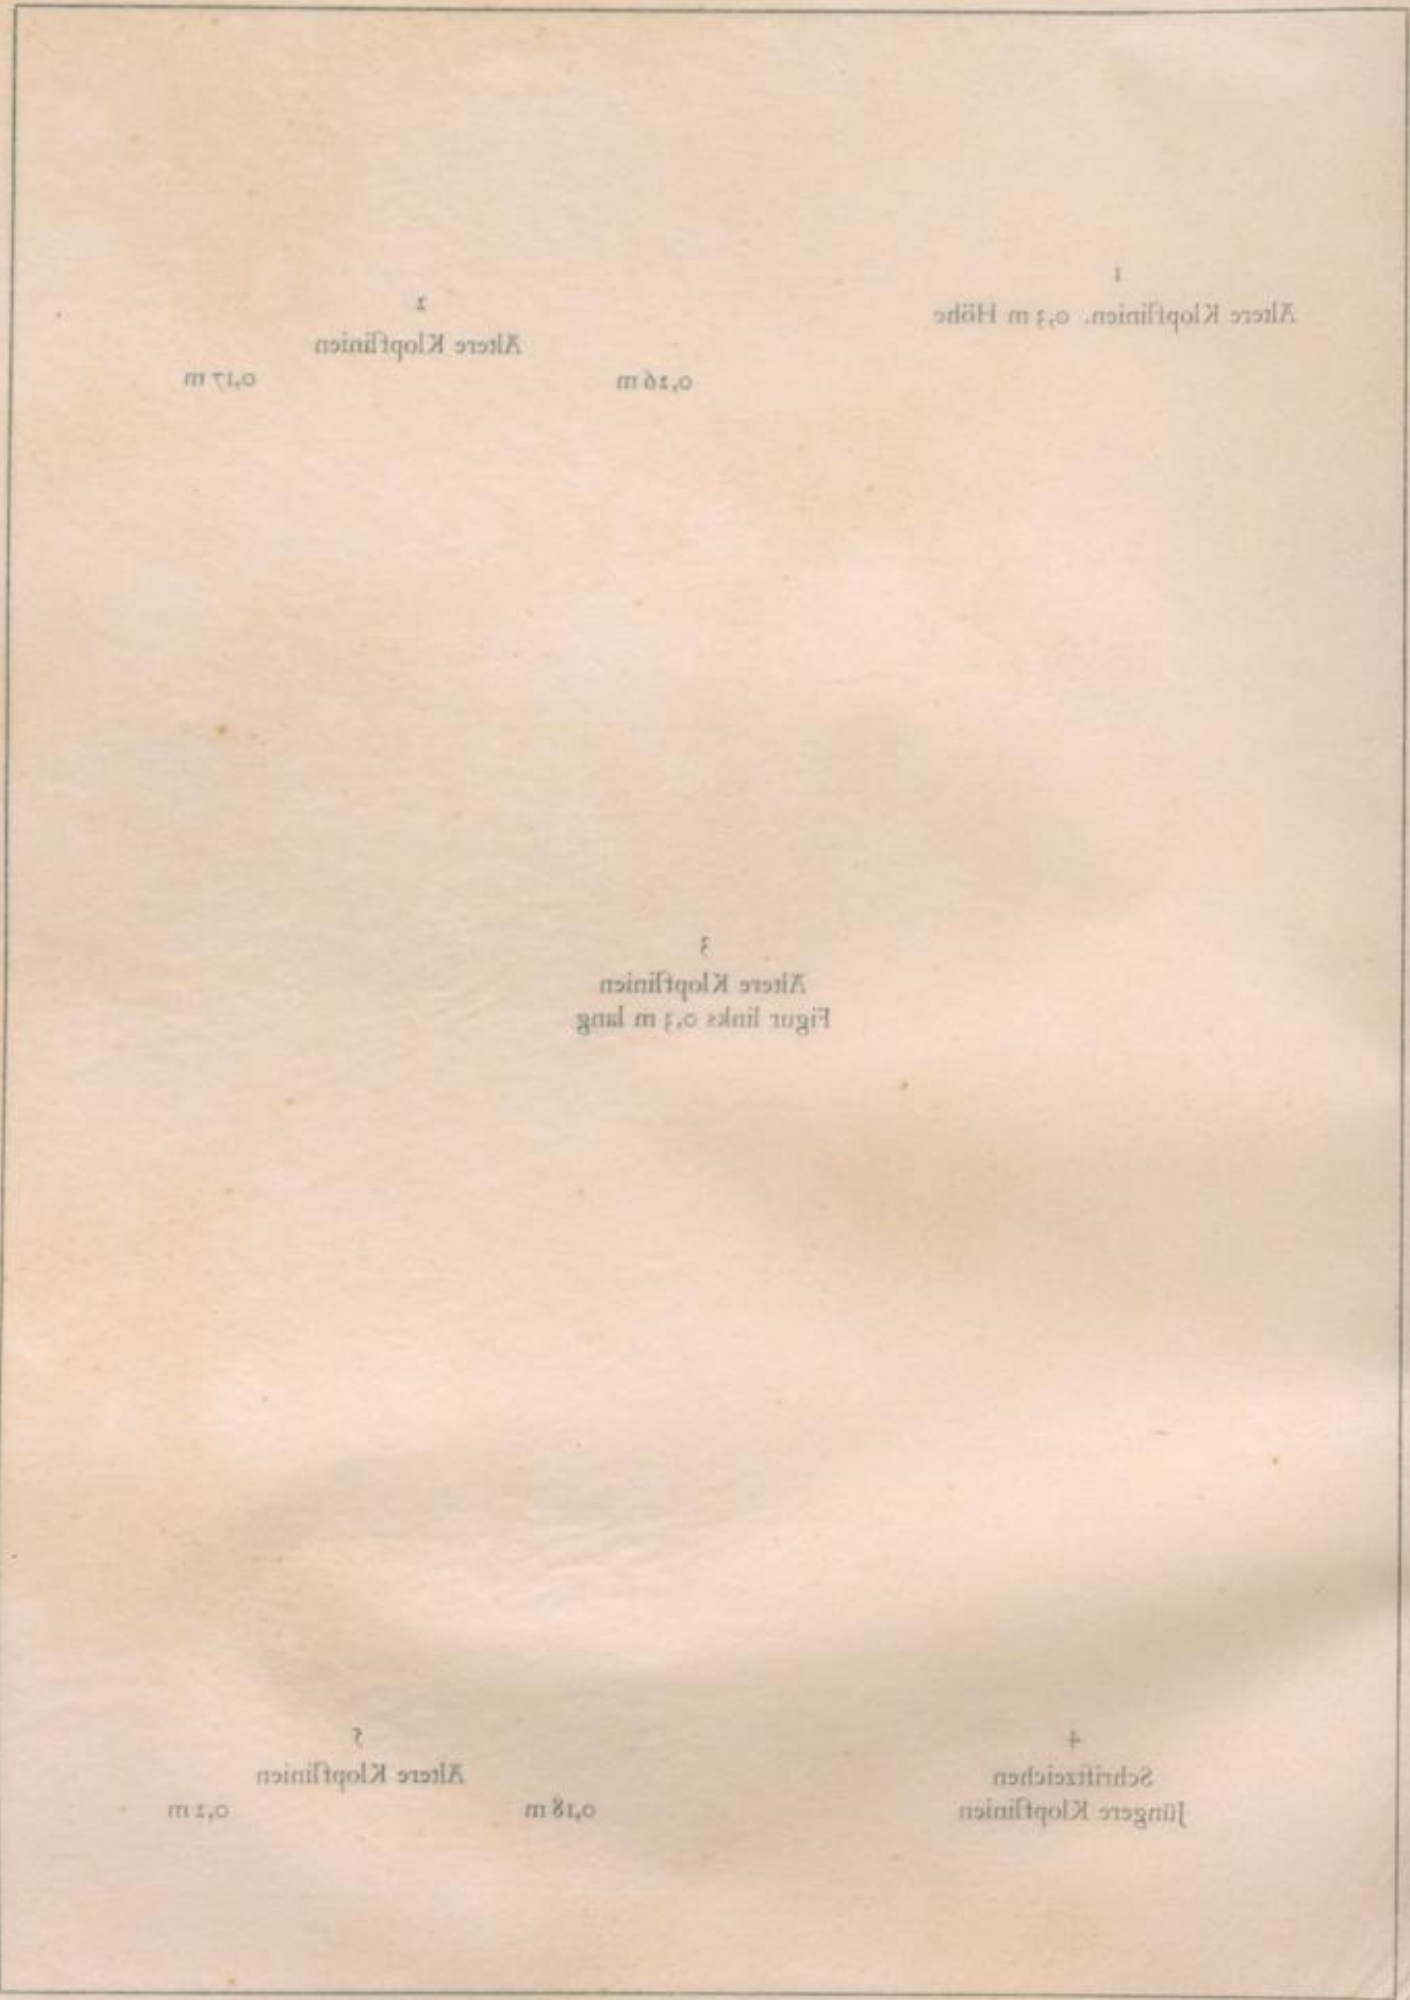 1
Ältere Klopflinien. 0,3 m Höhe
2
Ältere Klopflinien
0,26 m 0,17 m
3
Ältere Klopflinien
Figur links 0,3 m lang
4
Schriftzeichen
Jüngere Klopflinien
5
Ältere Klopflinien
0,18 m 0,2 m